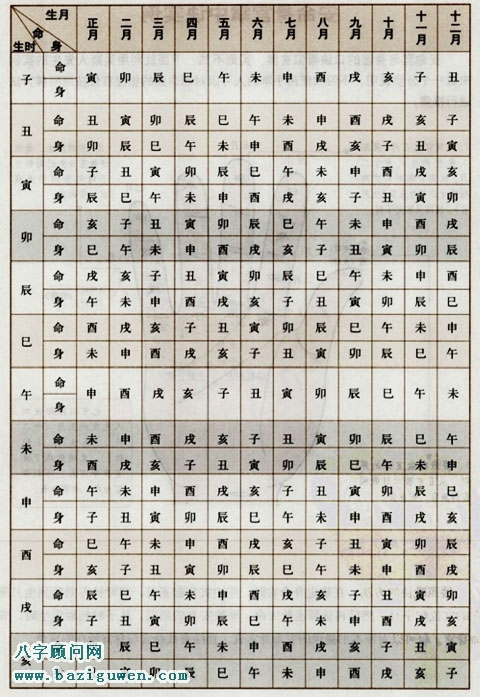 生月 命 身 生时 正月 二月 三月 四月 五月 六月 七月 八月 九月 十月 十一月 十二月
子 命 身 寅 卯 辰 巳 午 未 申 酉 戌 亥 子 丑
丑 命 丑 寅 卯 辰 巳 午 未 申 酉 戌 亥 子
身 卯 辰 巳 午 未 申 酉 戌 亥 子 丑 寅
寅 命 子 丑 寅 卯 辰 巳 午 未 申 酉 戌 亥
身 辰 巳 午 未 申 酉 戌 亥 子 丑 寅 卯
卯 命 亥 子 丑 寅 卯 辰 巳 午 未 申 酉 戌
身 巳 午 未 申 酉 戌 亥 子 丑 寅 卯 辰
辰 命 戌 亥 子 丑 寅 卯 辰 巳 午 未 申 酉
身 午 未 申 酉 戌 亥 子 丑 寅 卯 辰 巳
巳 命 酉 戌 亥 子 丑 寅 卯 辰 巳 午 未 申
身 未 申 酉 戌 亥 子 丑 寅 卯 辰 巳 午
午 命 身 申 酉 戌 亥 子 丑 寅 卯 辰 巳 午 未
未 命 未 申 酉 戌 亥 子 丑 寅 卯 辰 巳 午
身 酉 戌 亥 子 丑 寅 卯 辰 巳 午 未 申
申 命 午 未 申 酉 戌 亥 子 丑 寅 卯 辰 巳
身 子 丑 寅 卯 辰 巳 午 未 申 酉 戌 亥
酉 命 巳 午 未 申 酉 戌 亥 子 丑 寅 卯 辰
身 亥 子 丑 寅 卯 辰 巳 午 未 申 酉 戌
戌 命 辰 巳 午 未 申 酉 戌 亥 子 丑 寅 卯
身 子 丑 寅 卯 辰 巳 午 未 申 酉 戌 亥
亥 辰 巳 午 未 申 酉 戌 亥 子 丑 寅
寅 卯 辰 巳 午 未 申 酉 戌 亥 子
八字顾问网
www.baziguwen.com